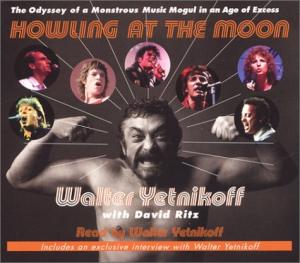 The Odyssey of a Monstrous Music Mogul in an Age of Excess
HOWLING AT THE MOON
Walter Yetnikoff
with David Ritz
Read by Walter Yetnikoff
Includes an exclusive interview with Walter Yetnikoff